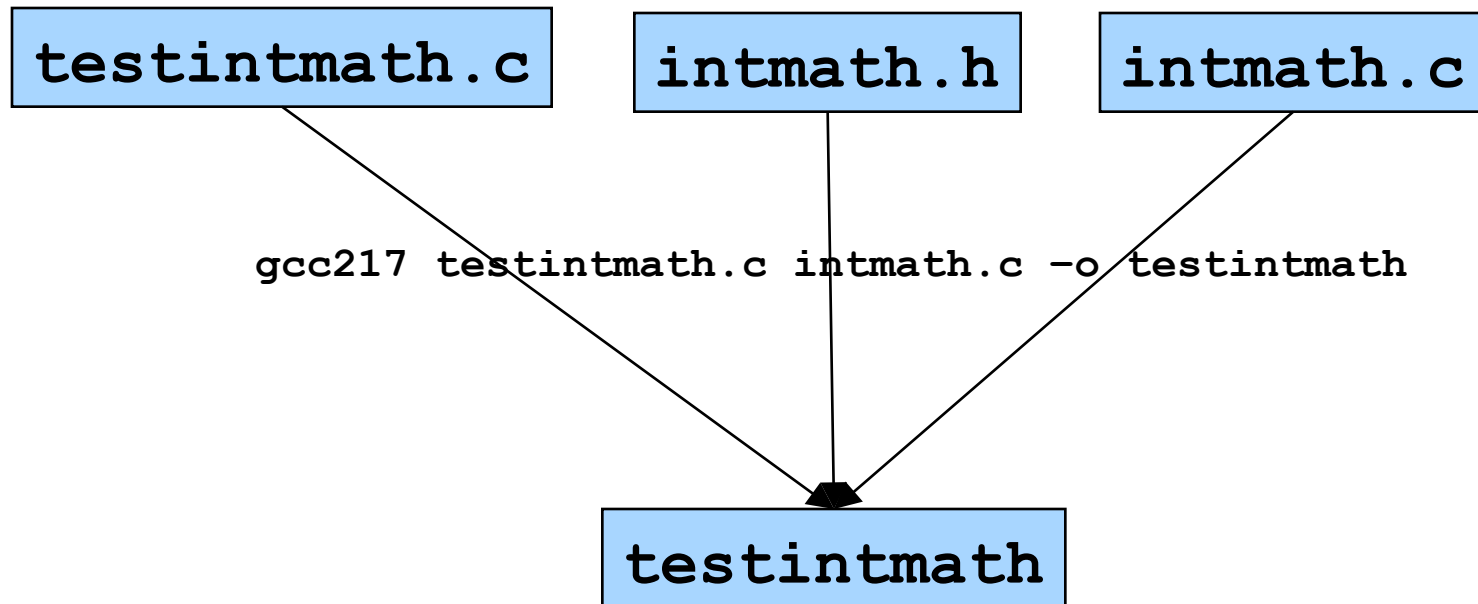 testintmath.c
intmath.h
intmath.c
gcc217 testintmath.c intmath.c –o testintmath
testintmath